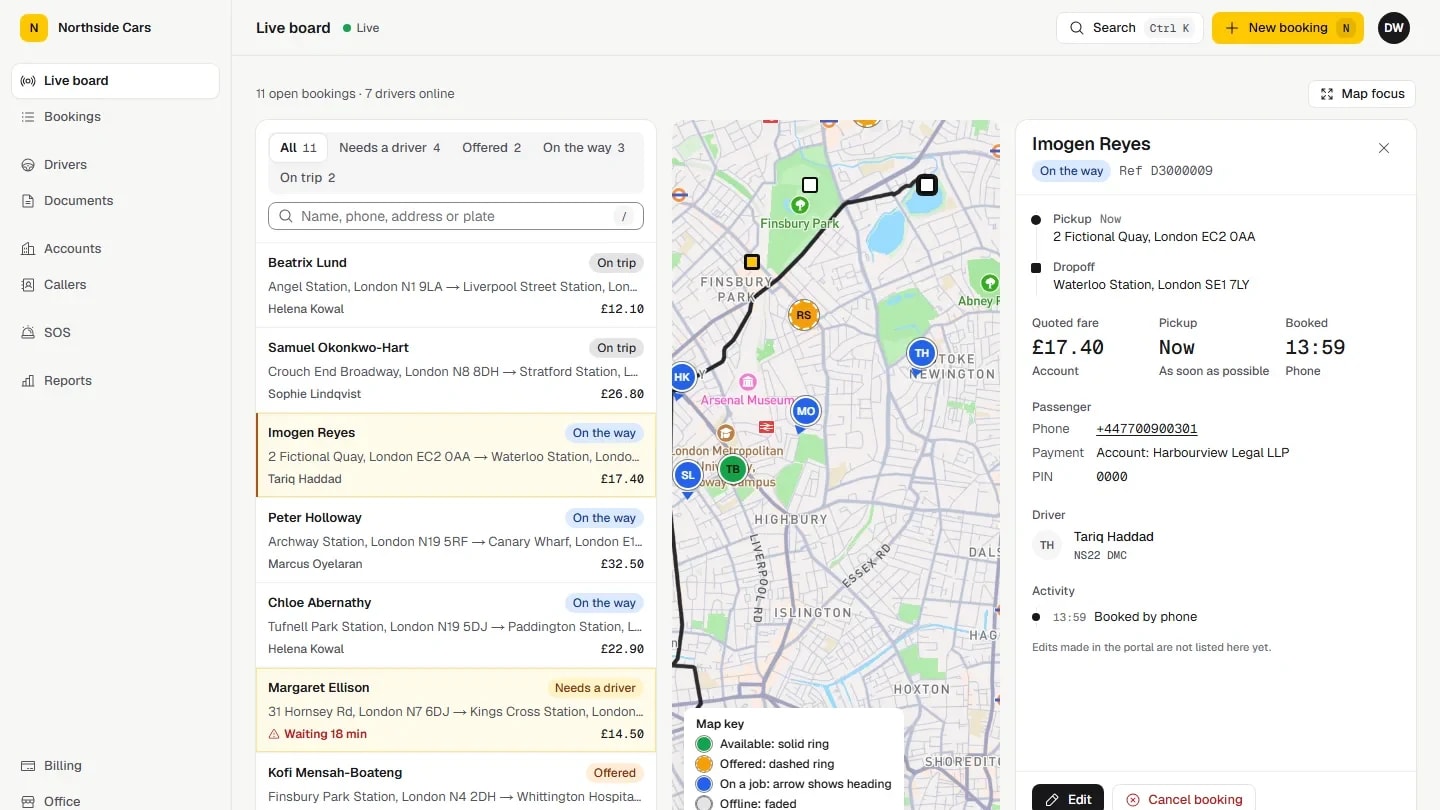 N Northside Cars
Live board
Bookings
Drivers
Documents
Accounts
Callers
SOS
Reports
Billing
Office
Live board Live
Search Ctrl K
New booking N
DW
11 open bookings · 7 drivers online
Map focus
All 11 Needs a driver 4 Offered 2 On the way 3
On trip 2
Name, phone, address or plate /
Beatrix Lund On trip
Angel Station, London N1 9LA → Liverpool Street Station, Lon...
Helena Kowal £12.10
Samuel Okonkwo-Hart On trip
Crouch End Broadway, London N8 8DH → Stratford Station, L...
Sophie Lindqvist £26.80
Imogen Reyes On the way
2 Fictional Quay, London EC2 0AA → Waterloo Station, Londo...
Tariq Haddad £17.40
Peter Holloway On the way
Archway Station, London N19 5RF → Canary Wharf, London E1...
Marcus Oyelaran £32.50
Chloe Abernathy On the way
Tufnell Park Station, London N19 5DJ → Paddington Station, L...
Helena Kowal £22.90
Margaret Ellison Needs a driver
31 Hornsey Rd, London N7 6DJ → Kings Cross Station, London...
Waiting 18 min £14.50
Kofi Mensah-Boateng Offered
Finsbury Park Station, London N4 2DH → Whittington Hospita...
Finsbury Park
FINSBURY
PARK
RS
Abney
TH
NEWINGTON
HK
Arsenal Museum
MO
London Metropolitan
SL
TB
Campus
HIGHBURY
LIVERPOOL RD
ESSEX RD
ISLINGTON
HOXTON
Map key
Available: solid ring
Offered: dashed ring
On a job: arrow shows heading
Offline: faded
Imogen Reyes
On the way Ref D3000009
Pickup Now
2 Fictional Quay, London EC2 0AA
Dropoff
Waterloo Station, London SE1 7LY
Quoted fare Pickup Booked
£17.40 Now 13:59
Account As soon as possible Phone
Passenger
Phone +447700900301
Payment Account: Harbourview Legal LLP
PIN 0000
Driver
TH Tariq Haddad
NS22 DMC
Activity
13:59 Booked by phone
Edits made in the portal are not listed here yet.
Edit
Cancel booking